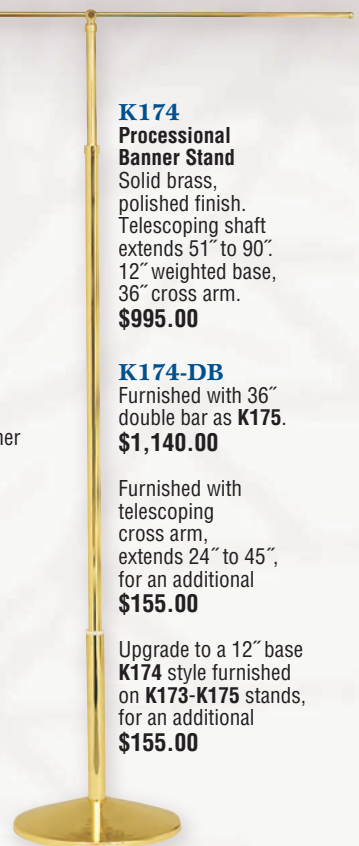 K174
Processional
Banner Stand
Solid brass,
polished finish.
Telescoping shaft
extends 51˝ to 90˝.
12˝ weighted base,
36˝ cross arm.
$995.00
K174-DB
Furnished with 36˝
double bar as K175.
$1,140.00
Furnished with
telescoping
cross arm,
extends 24˝ to 45˝,
for an additional
$155.00
Upgrade to a 12˝ base
K174 style furnished
on K173-K175 stands,
for an additional
$155.00